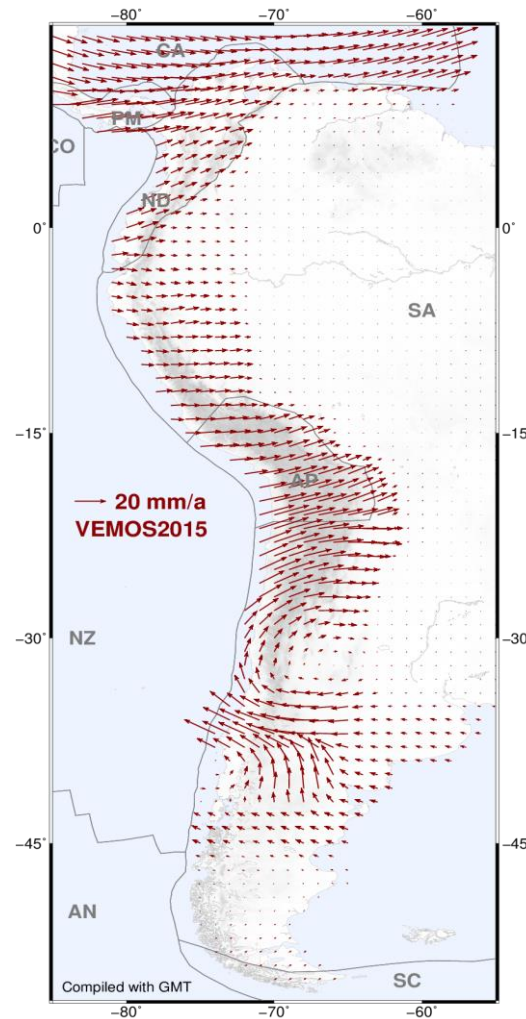 −80° −70° −60°
CA
PM
CO
ND
0° 0°
SA
−15° −15°
AP
20 mm/a
VEMOS2015
−30° −30°
NZ
−45° −45°
AN
SC
Compiled with GMT
−80° −70° −60°